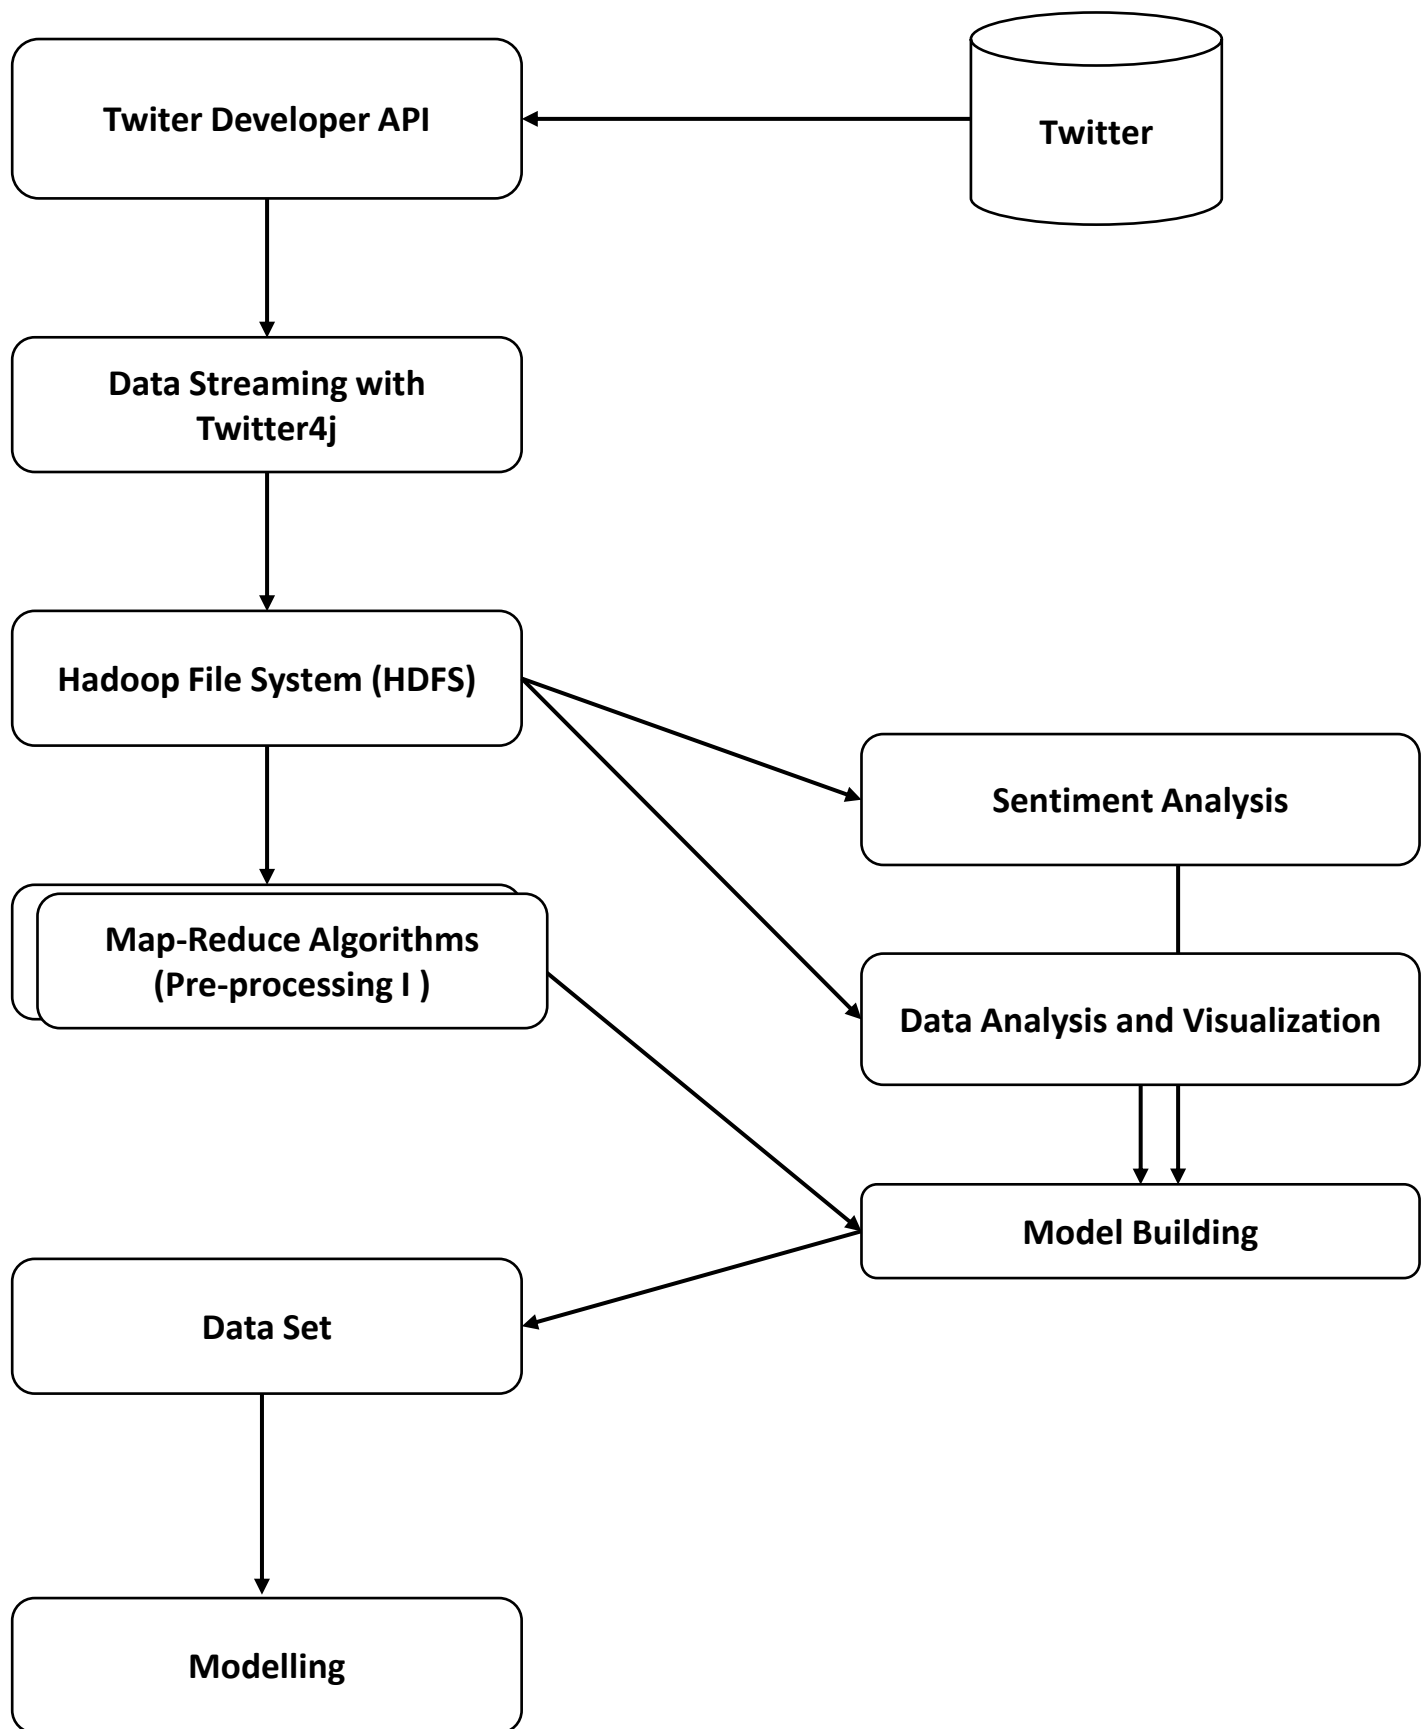 Twiter Developer API
Twitter
Data Streaming with
Twitter4j
Hadoop File System (HDFS)
Sentiment Analysis
Map-Reduce Algorithms
(Pre-processing I )
Data Analysis and Visualization
Model Building
Data Set
Modelling